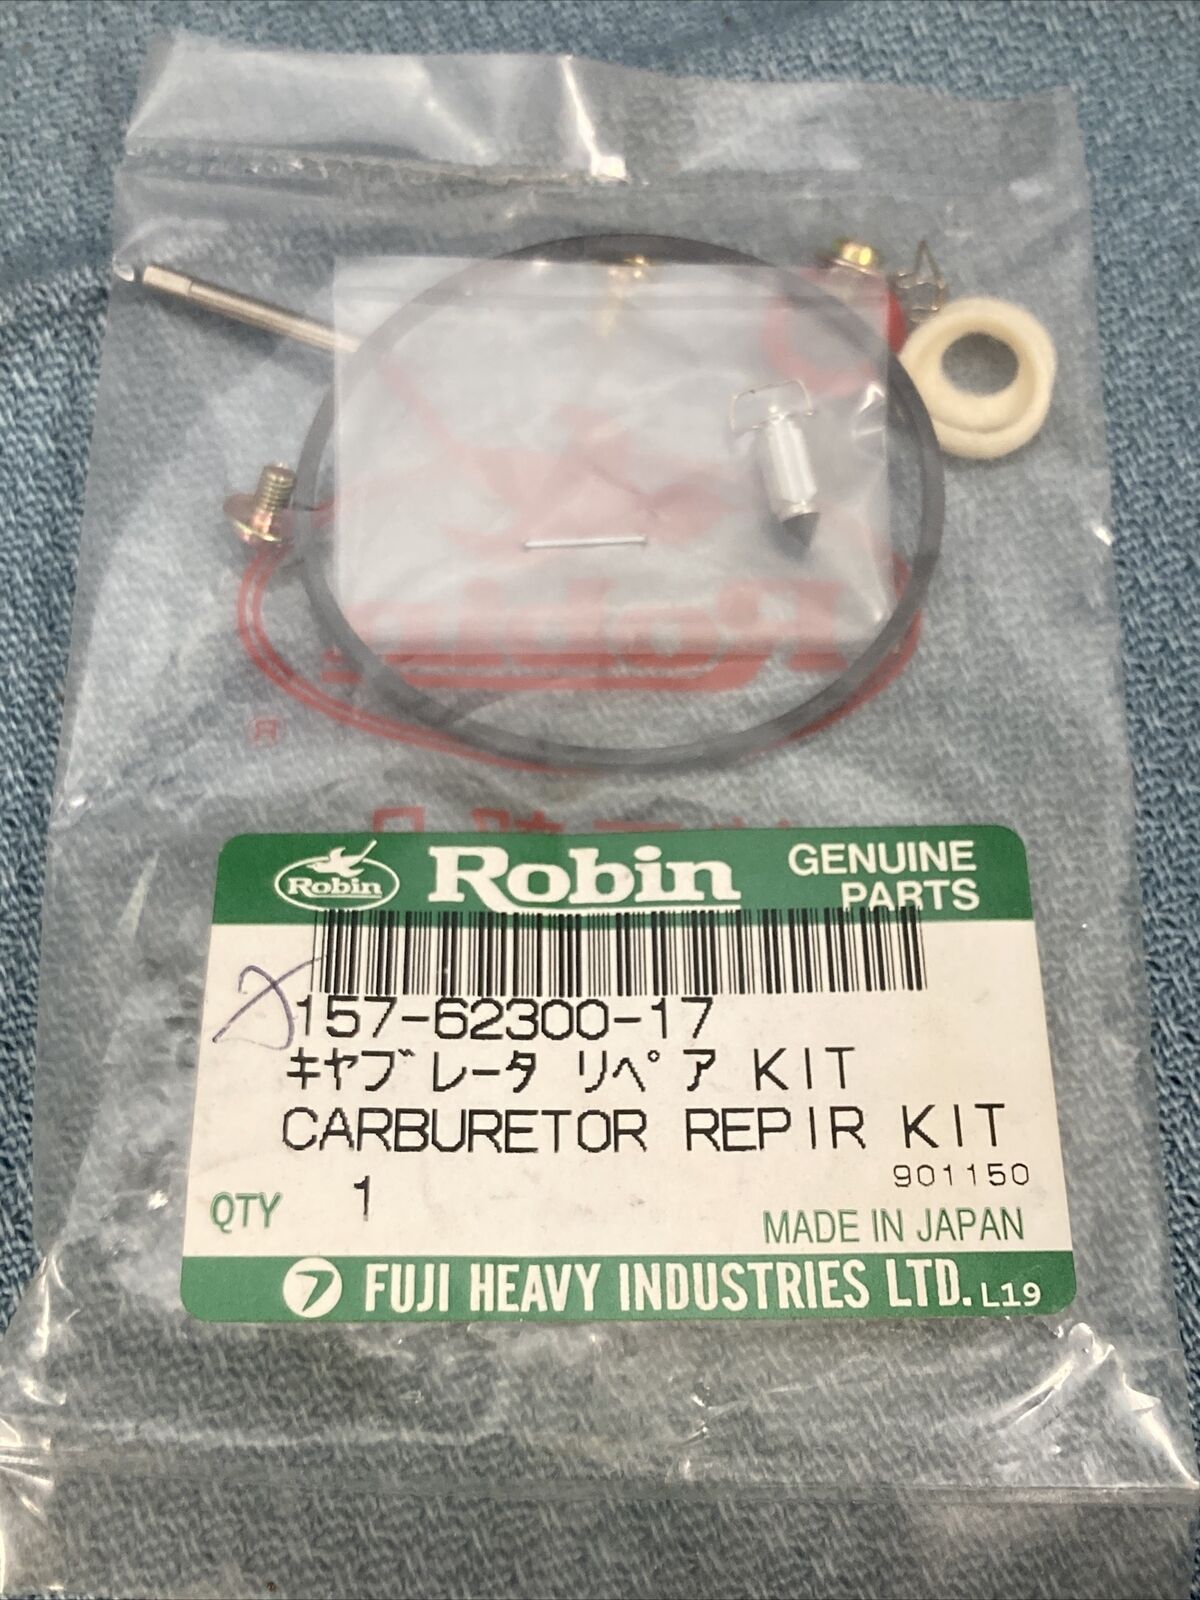 Robin
R
Robin
Robin
GENUINE
PARTS
157-62300-17
キャブレータ リペア KIT
CARBURETOR REPIR KIT
901150
QTY 1
MADE IN JAPAN
FUJI HEAVY INDUSTRIES LTD. L19